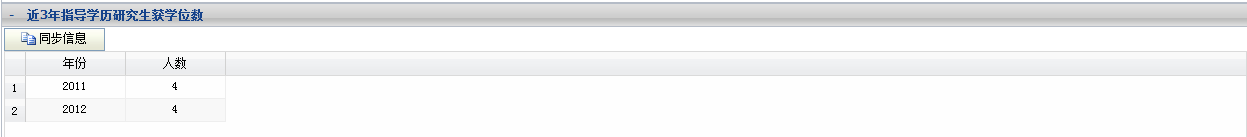 - 近3年指导学历研究生获学位数
同步信息
年份 人数
1 2011 4
2 2012 4